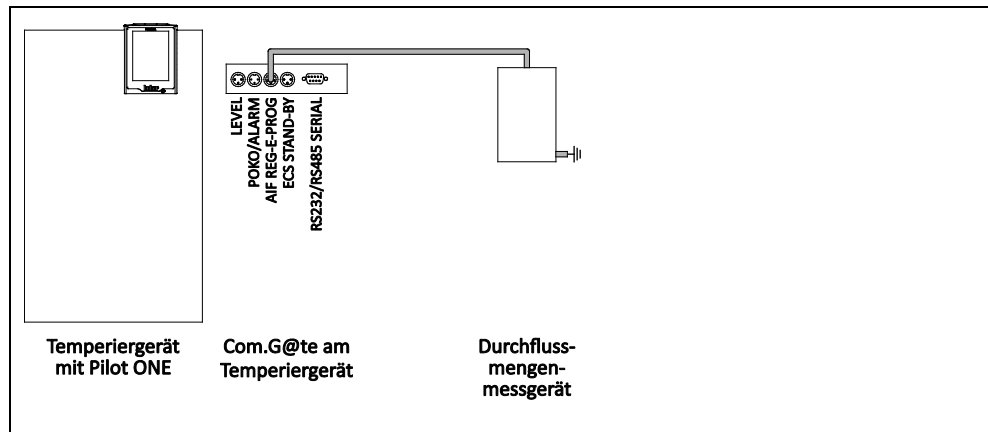 huber
LEVEL
POKO/ALARM
AIF REG-E-PROG
ECS STAND-BY
RS232/RS485 SERIAL
Temperiergerät
mit Pilot ONE
Com.G@te am
Temperiergerät
Durchfluss-
mengen-
messgerät